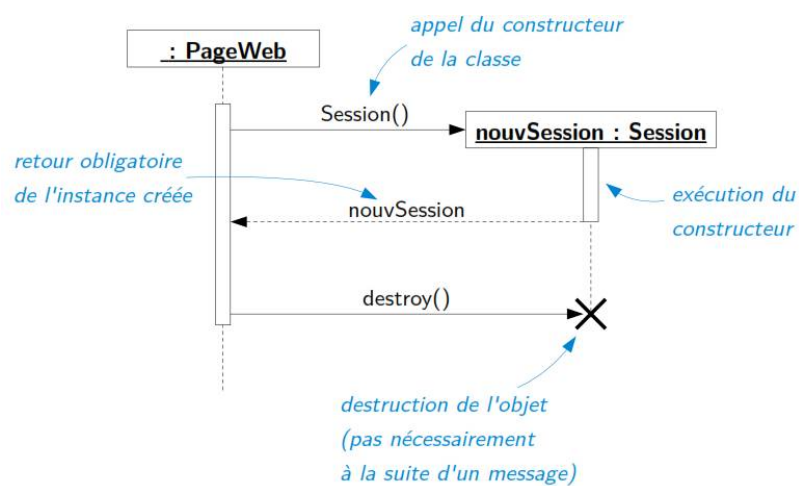 appel du constructeur
de la classe
: PageWeb
Session()
nouvSession : Session
retour obligatoire
de l'instance créée
nouvSession
exécution du
constructeur
destroy()
destruction de l'objet
(pas nécessairement
à la suite d'un message)